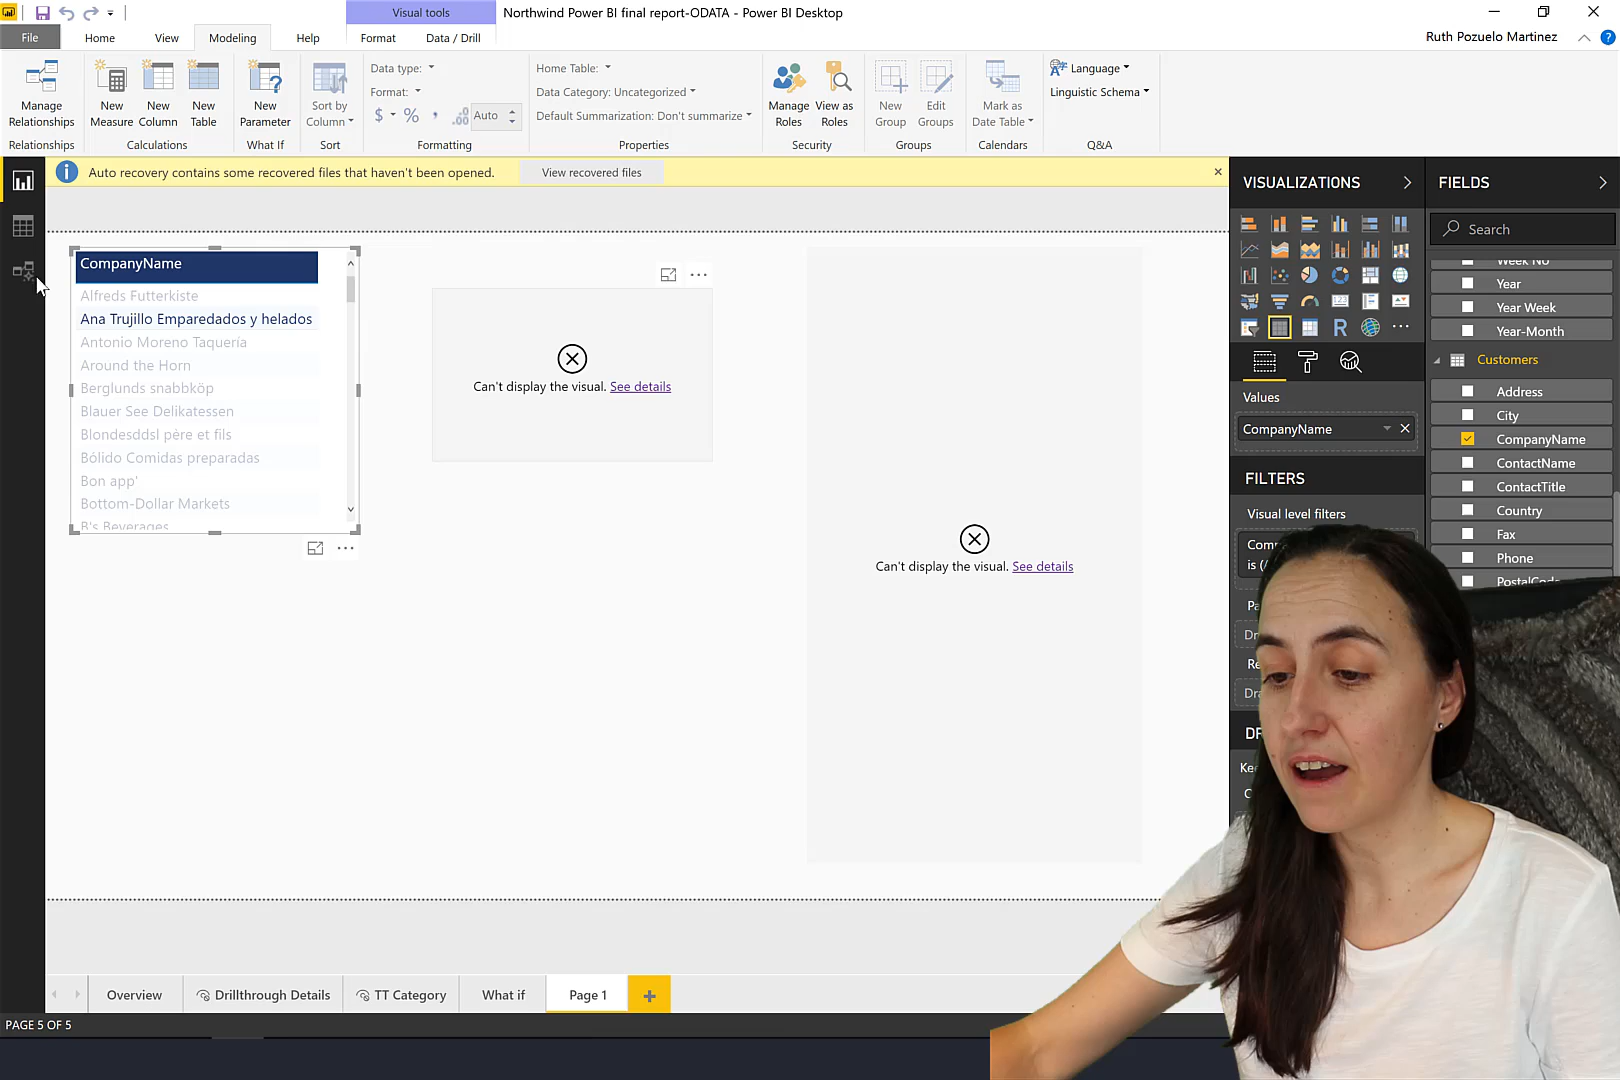 Visual tools
Northwind Power BI final report-ODATA - Power BI Desktop
File
Home
View
Modeling
Help
Format
Data / Drill
Ruth Pozuelo Martinez
?
Manage Relationships
New Measure
New Column
New Table
New Parameter
Sort by Column
Data type:
Format:
$ % , Auto
Home Table:
Data Category: Uncategorized
Default Summarization: Don't summarize
Manage Roles
View as Roles
New Group
Edit Groups
Mark as Date Table
Language
Linguistic Schema
Relationships
Calculations
What If
Sort
Formatting
Properties
Security
Groups
Calendars
Q&A
Auto recovery contains some recovered files that haven't been opened.
View recovered files
CompanyName
Alfreds Futterkiste
Ana Trujillo Emparedados y helados
Antonio Moreno Taquería
Around the Horn
Berglunds snabbköp
Blauer See Delikatessen
Blondesddsl père et fils
Bólido Comidas preparadas
Bon app'
Bottom-Dollar Markets
B's Beverages
Can't display the visual. See details
Can't display the visual. See details
VISUALIZATIONS
R
Values
CompanyName
FILTERS
Visual level filters
is
FIELDS
Search
Week No
Year
Year Week
Year-Month
Customers
Address
City
CompanyName
ContactName
ContactTitle
Country
Fax
Phone
PostalCode
Overview
Drillthrough Details
TT Category
What if
Page 1
PAGE 5 OF 5